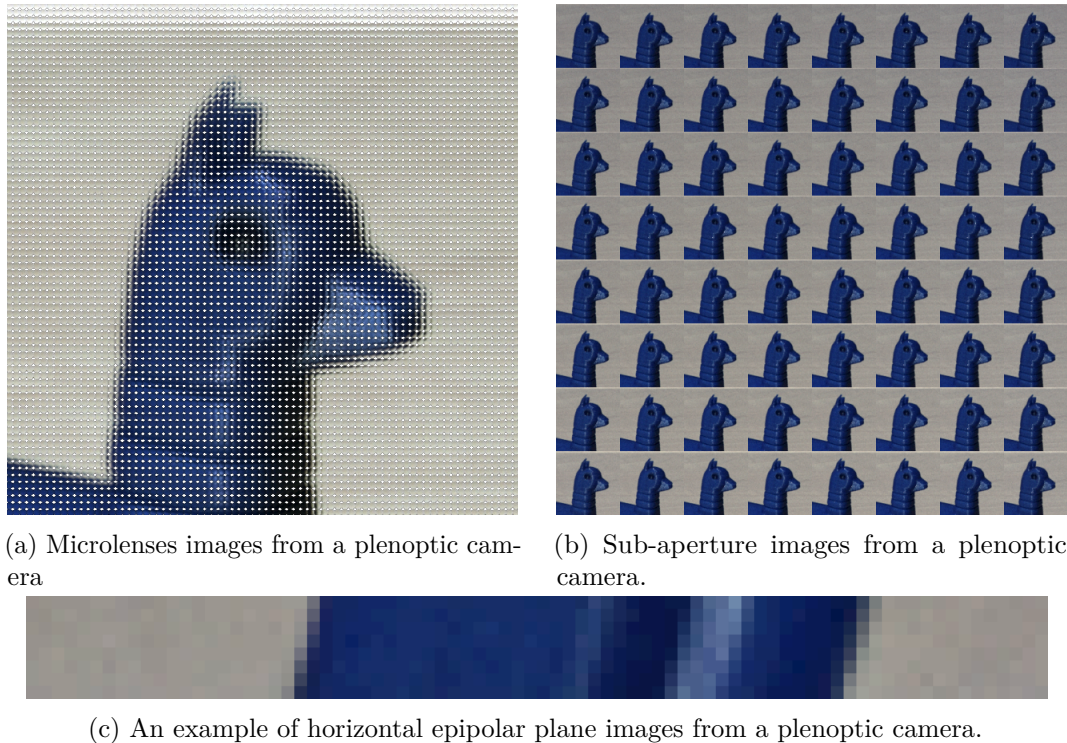 (a) Microlenses images from a plenoptic cam-
era
(b) Sub-aperture images from a plenoptic
camera.
(c) An example of horizontal epipolar plane images from a plenoptic camera.